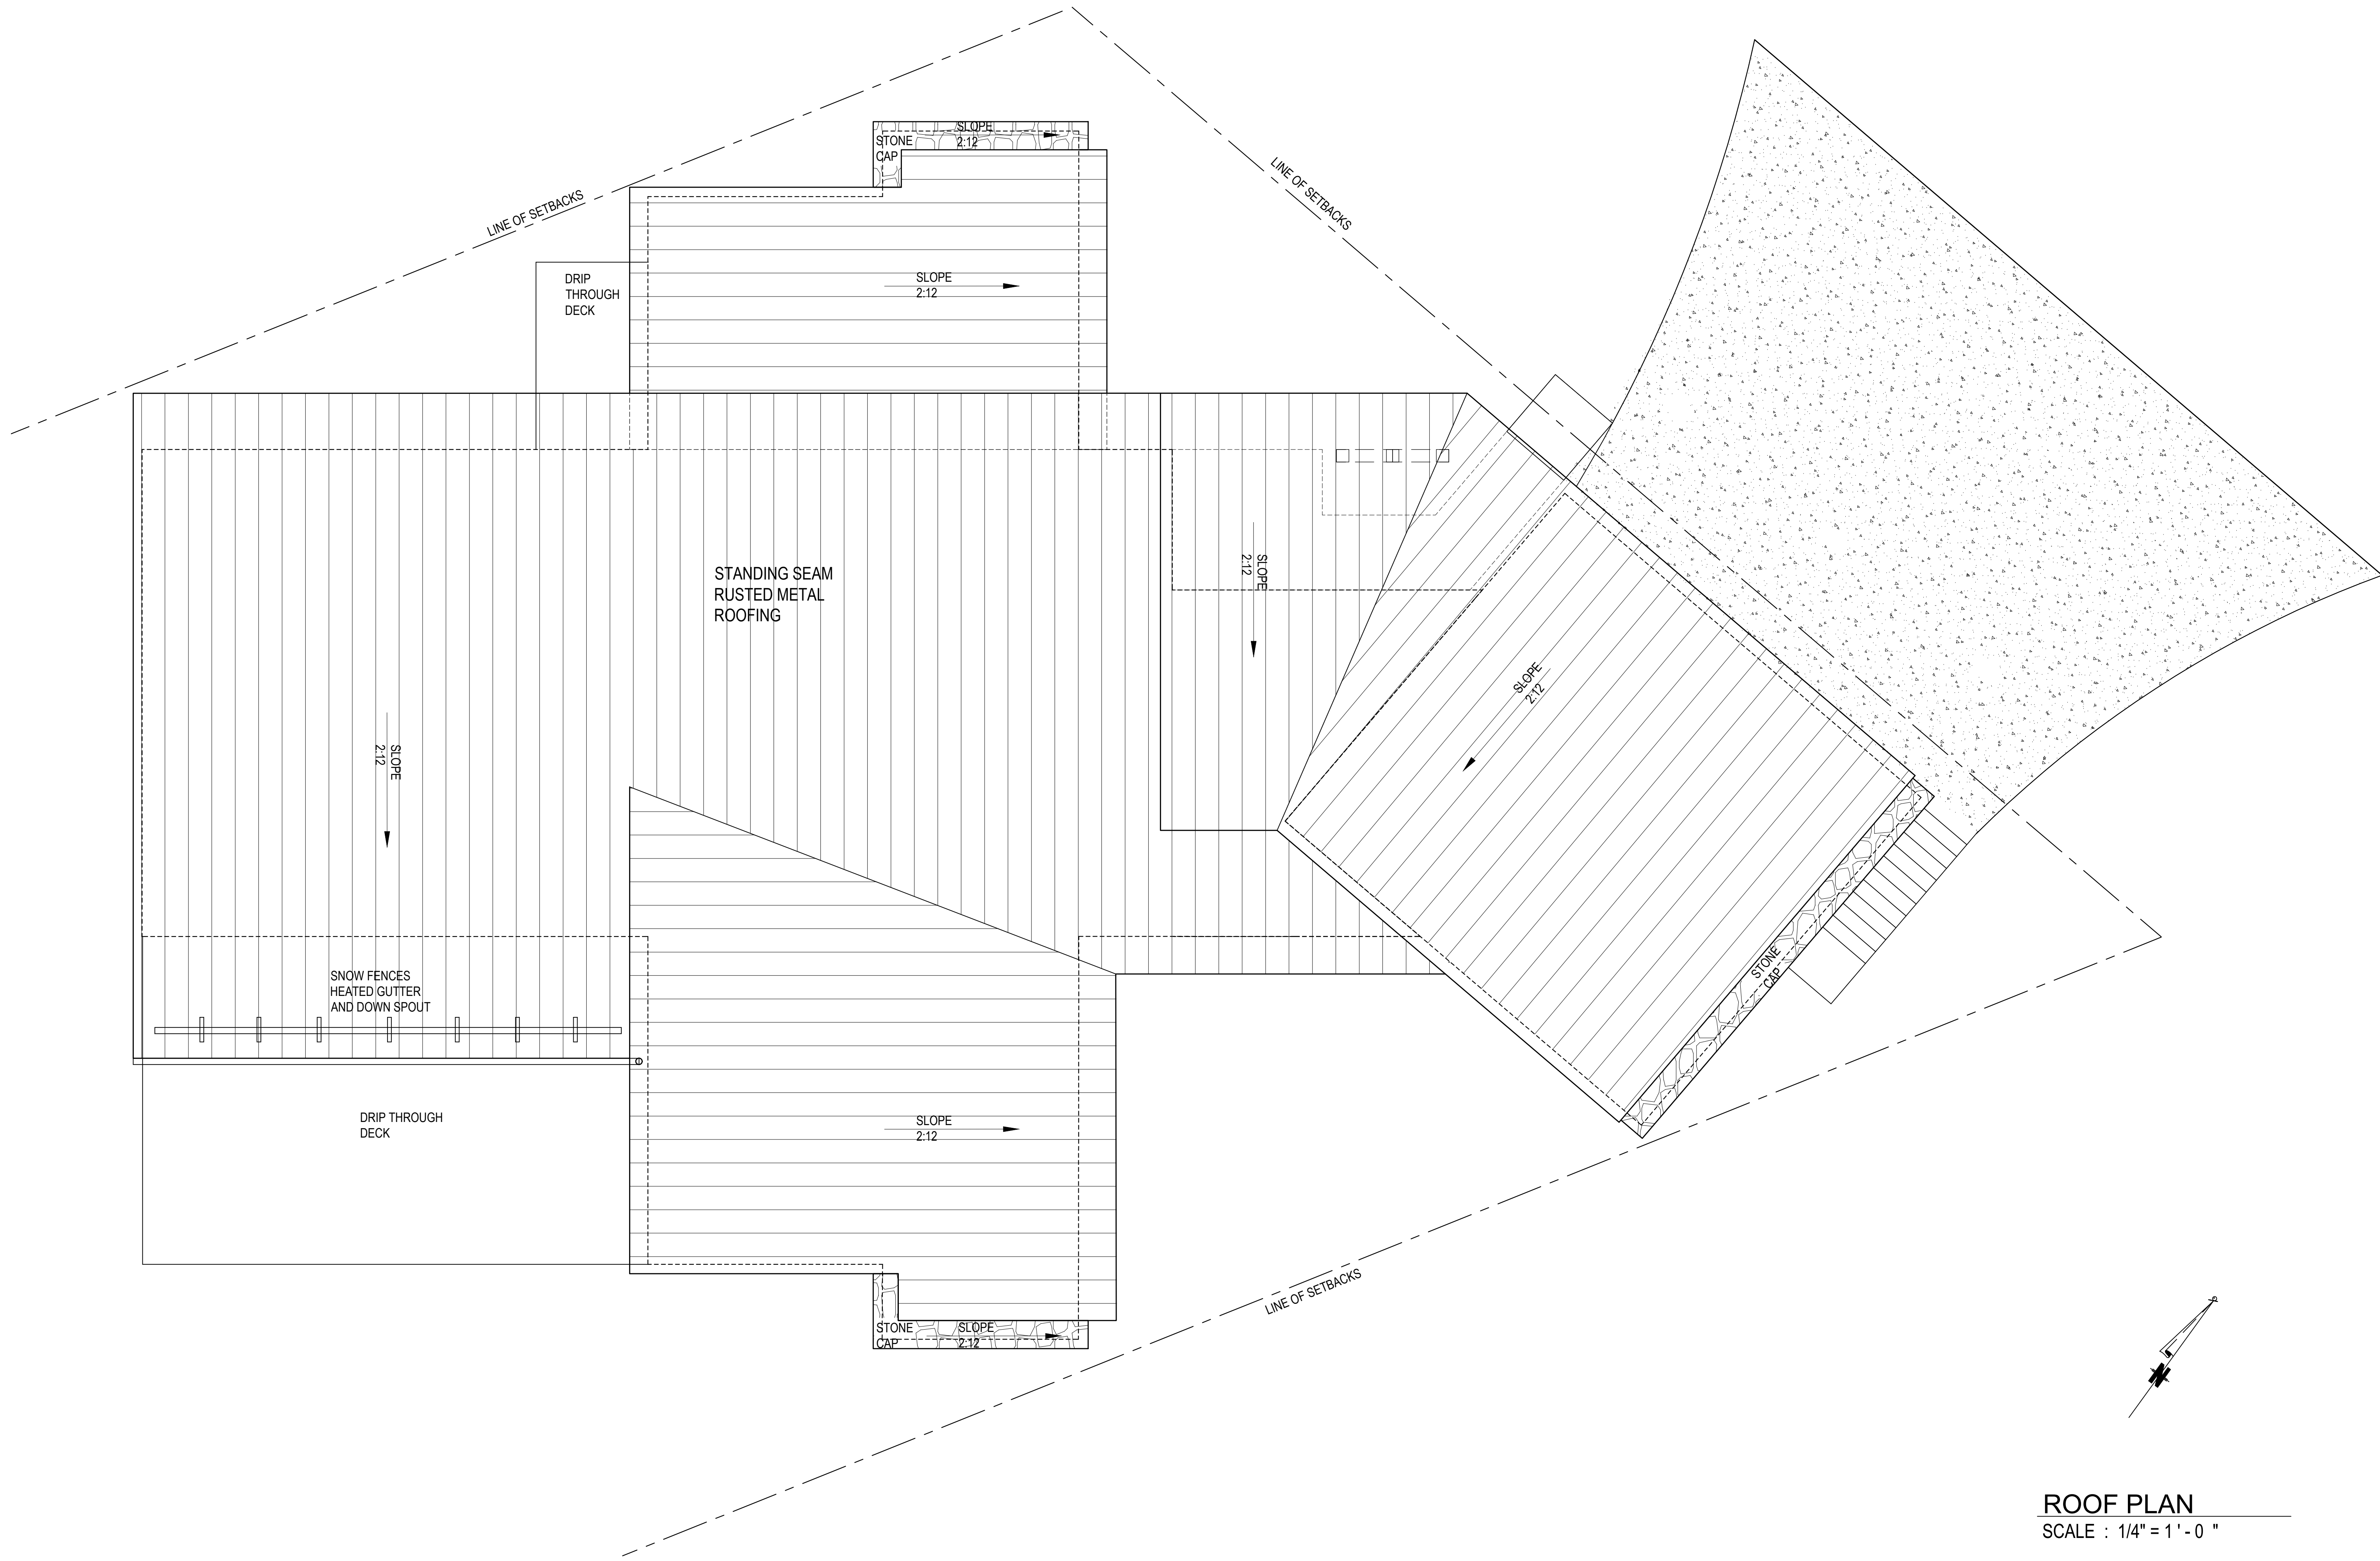 SLOPE
2:12
STONE
CAP
LINE OF SETBACKS
LINE OF SETBACKS
DRIP
THROUGH
DECK
SLOPE
2:12
STANDING SEAM
RUSTED METAL
ROOFING
SLOPE
2:12
SLOPE
2:12
SLOPE
2:12
SNOW FENCES
HEATED GUTTER
AND DOWN SPOUT
STONE
CAP
DRIP THROUGH
DECK
SLOPE
2:12
LINE OF SETBACKS
STONE
CAP
SLOPE
2:12
N
ROOF PLAN
SCALE : 1/4" = 1 ' - 0 "